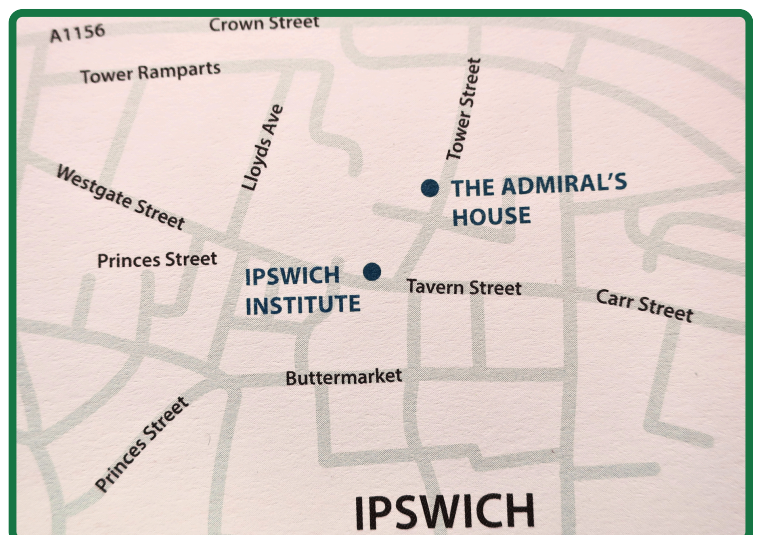 A1156
Crown Street
Tower Ramparts
Tower Street
Lloyds Ave
Westgate Street
THE ADMIRAL'S
HOUSE
Princes Street
IPSWICH
INSTITUTE
Tavern Street
Carr Street
Buttermarket
Princes Street
IPSWICH